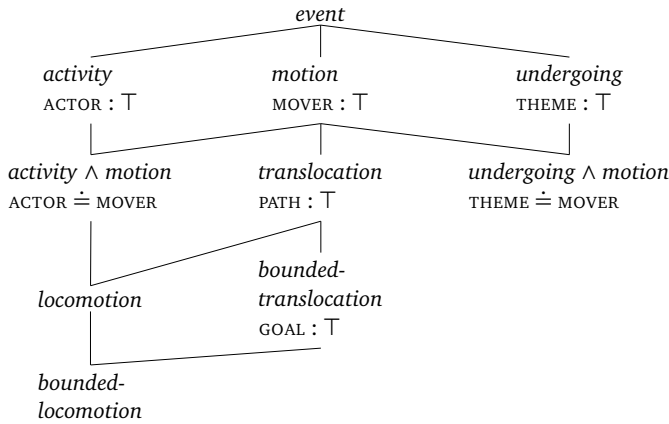 event
activity motion undergoing
ACTOR : ⊤ MOVER : ⊤ THEME : ⊤
activity ∧ motion translocation undergoing ∧ motion
ACTOR ≐ MOVER PATH : ⊤ THEME ≐ MOVER
bounded-
locomotion translocation
GOAL : ⊤
bounded-
locomotion